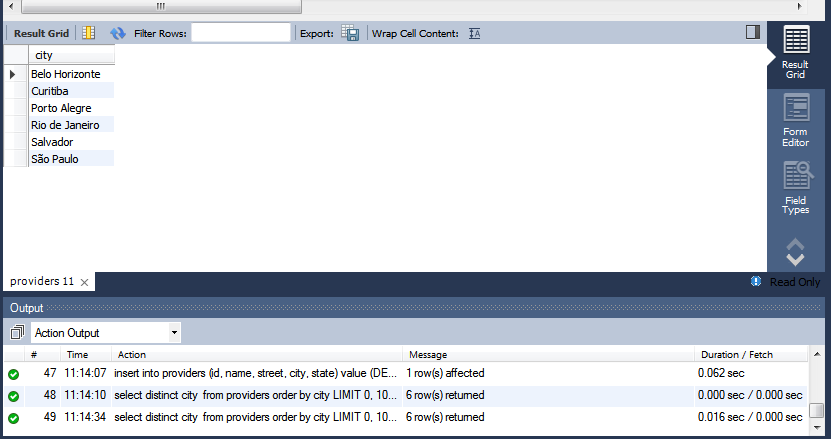 Result Grid Filter Rows: Export: Wrap Cell Content: IA
city
Belo Horizonte
Curitiba
Porto Alegre
Rio de Janeiro
Salvador
São Paulo
Result
Grid
Form
Editor
Field
Types
providers 11
Read Only
Output
Action Output
# Time Action Message Duration / Fetch
47 11:14:07 insert into providers (id, name, street, city, state) value (DE... 1 row(s) affected 0.062 sec
48 11:14:10 select distinct city from providers order by city LIMIT 0, 10... 6 row(s) returned 0.000 sec / 0.000 sec
49 11:14:34 select distinct city from providers order by city LIMIT 0, 10... 6 row(s) returned 0.016 sec / 0.000 sec